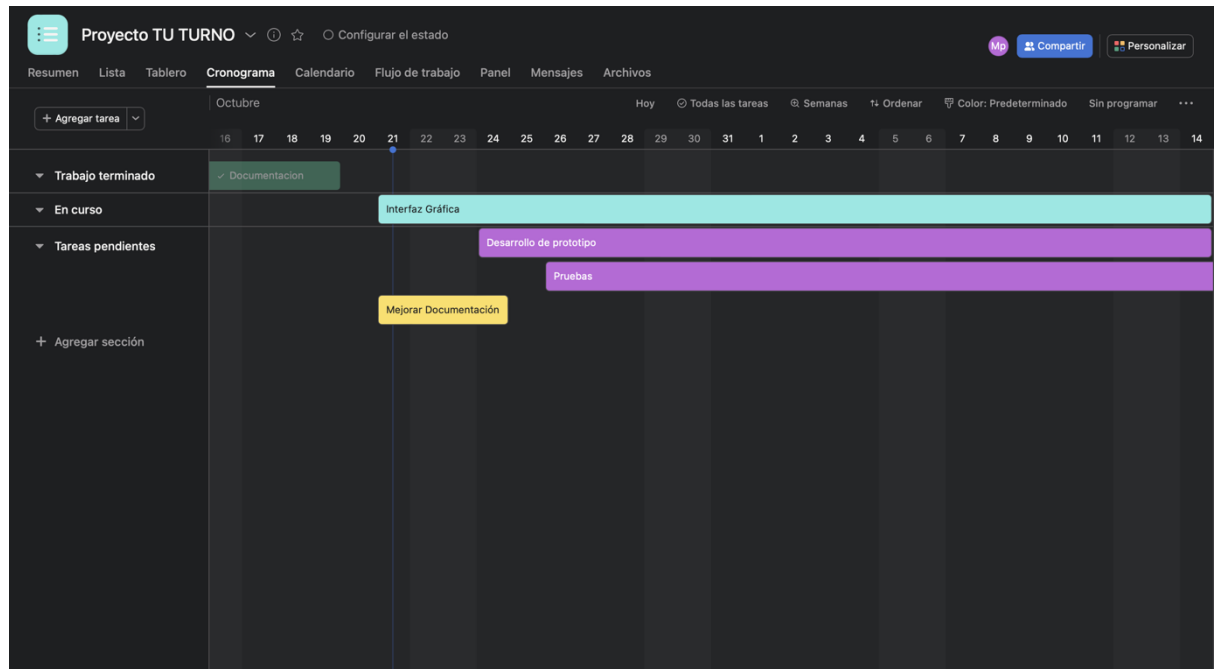 Proyecto TU TURNO Configurar el estado
Mp Compartir Personalizar
Resumen Lista Tablero Cronograma Calendario Flujo de trabajo Panel Mensajes Archivos
+ Agregar tarea
Octubre
Hoy Todas las tareas Semanas Ordenar Color: Predeterminado Sin programar ...
16 17 18 19 20 21 22 23 24 25 26 27 28 29 30 31 1 2 3 4 5 6 7 8 9 10 11 12 13 14
Trabajo terminado
Documentacion
En curso
Interfaz Gráfica
Tareas pendientes
Desarrollo de prototipo
Pruebas
Mejorar Documentación
+ Agregar sección